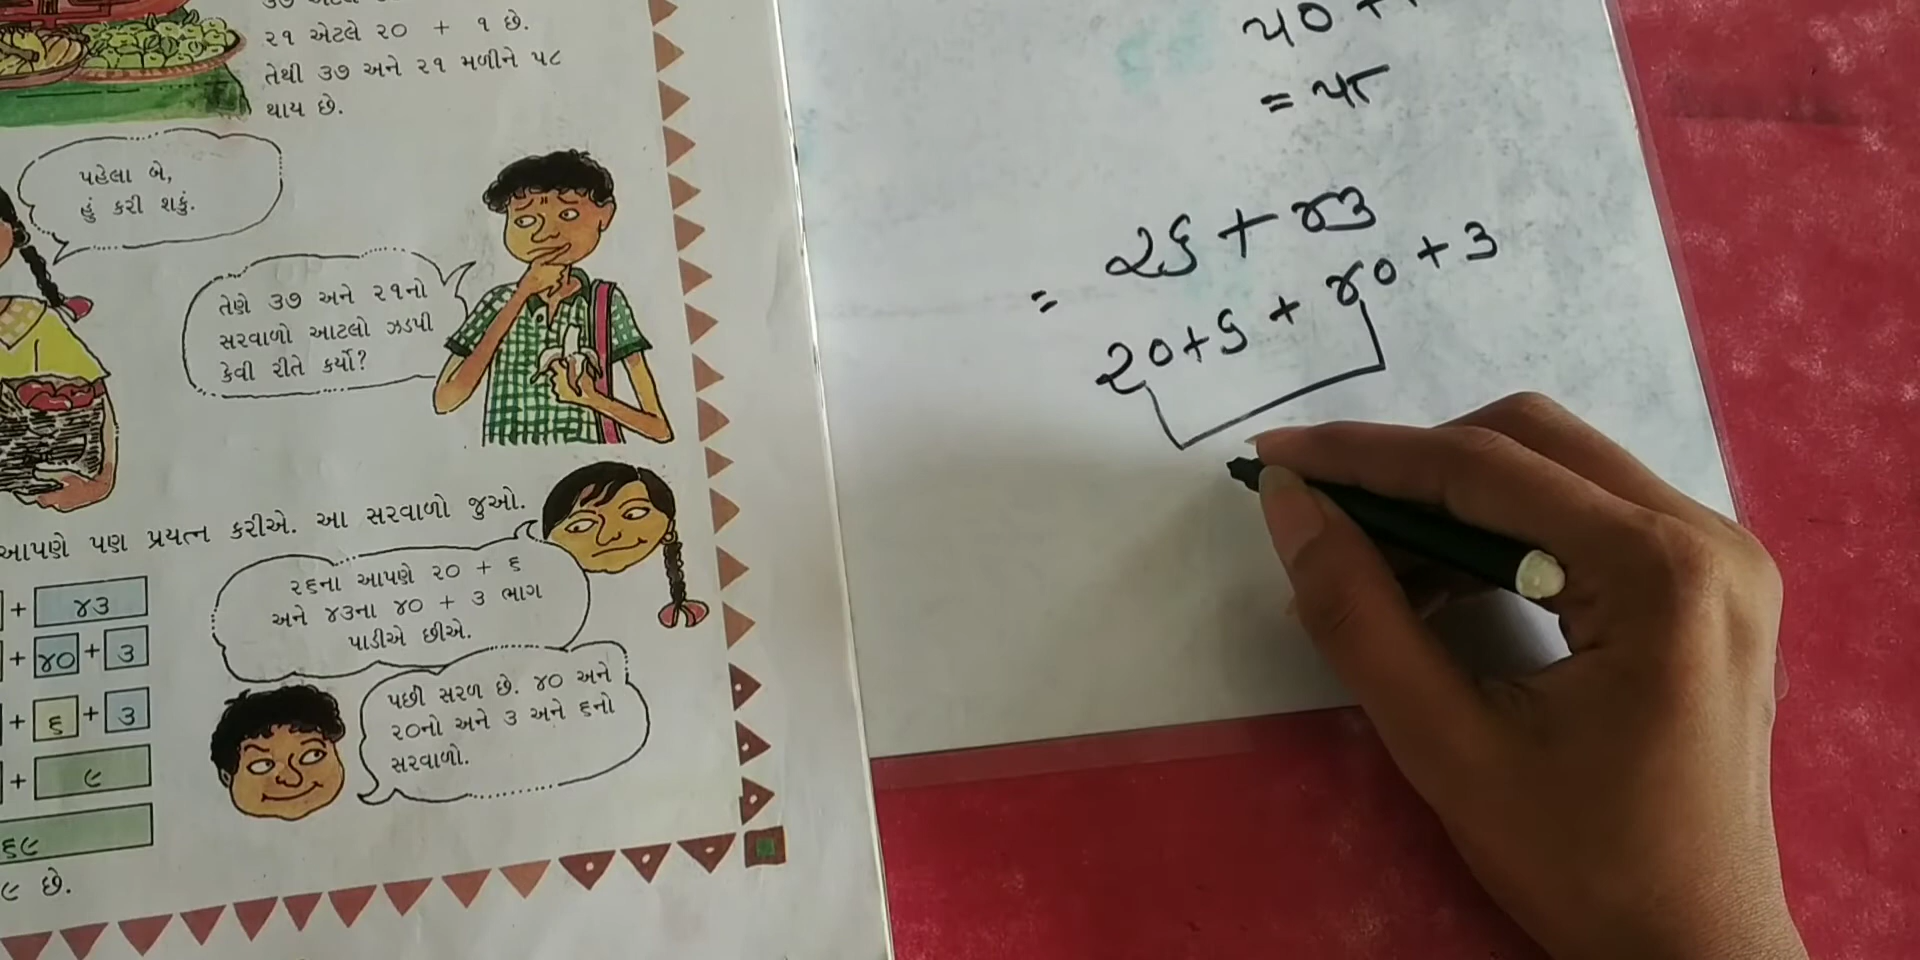 ૨૧ એટલે ૨૦ + ૧ છે.
તેથી ૩૭ અને ૨૧ મળીને ૫૮
થાય છે.
પહેલા બે,
હું કરી શકું.
તેણે ૩૭ અને ૨૧નો
સરવાળો આટલો ઝડપી
કેવી રીતે કર્યો?
આપણે પણ પ્રયત્ન કરીએ. આ સરવાળો જુઓ.
૨૬ના આપણે ૨૦ + ૬
અને ૪૩ના ૪૦ + ૩ ભાગ
પાડીએ છીએ.
પછી સરળ છે. ૪૦ અને
૨૦નો અને ૩ અને ૬નો
સરવાળો.
+ ૪૩
+ ૪૦ + ૩
+ ૬ + ૩
+ ૯
૬૯
૯ છે.
૫૦ +
= ૫૮
૨૬ + ૪૩
= ૨૦+૬ + ૪૦ + ૩